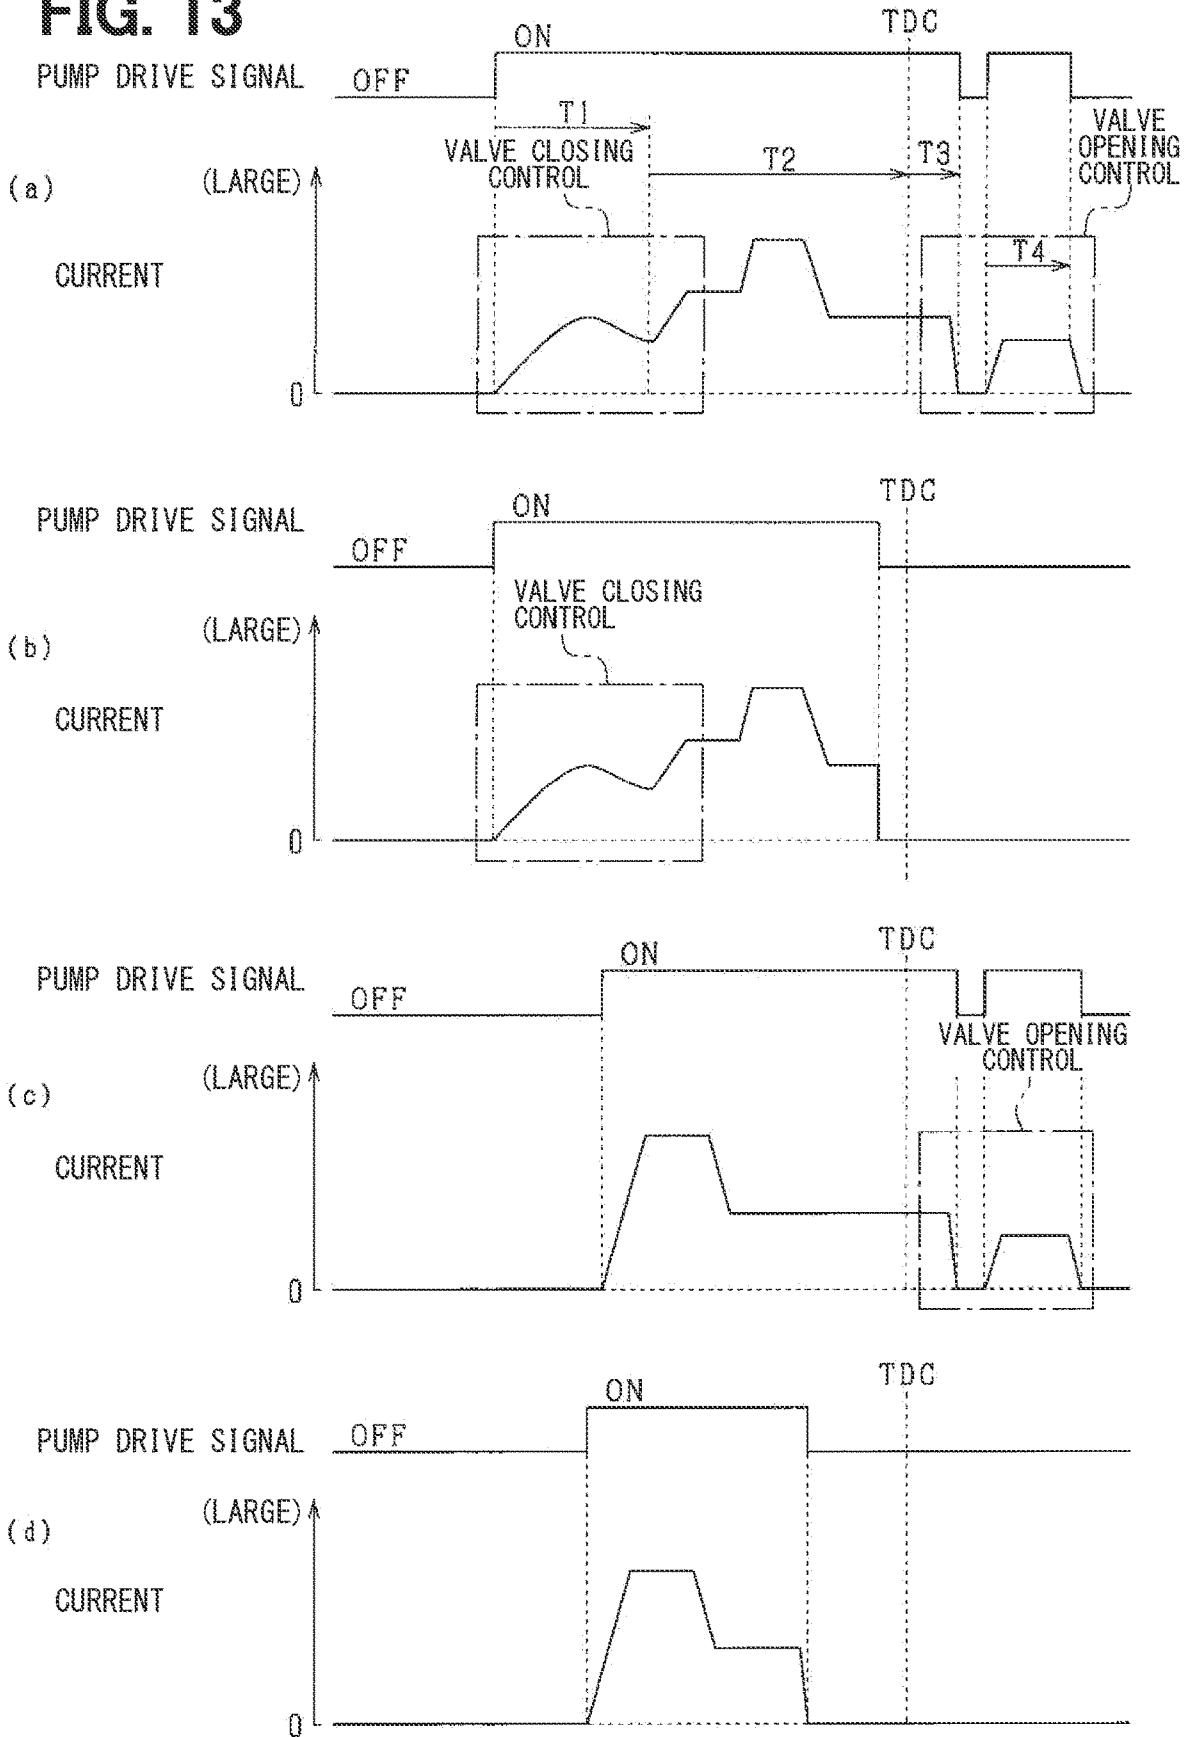 FIG. 13
TDC
ON
PUMP DRIVE SIGNAL
OFF
T1
VALVE CLOSING
CONTROL
T2
T3
VALVE
OPENING
CONTROL
(a)
(LARGE)
CURRENT
T4
0
TDC
ON
PUMP DRIVE SIGNAL
OFF
VALVE CLOSING
CONTROL
(b)
(LARGE)
CURRENT
0
TDC
ON
PUMP DRIVE SIGNAL
OFF
VALVE OPENING
CONTROL
(c)
(LARGE)
CURRENT
0
TDC
ON
PUMP DRIVE SIGNAL
OFF
(d)
(LARGE)
CURRENT
0